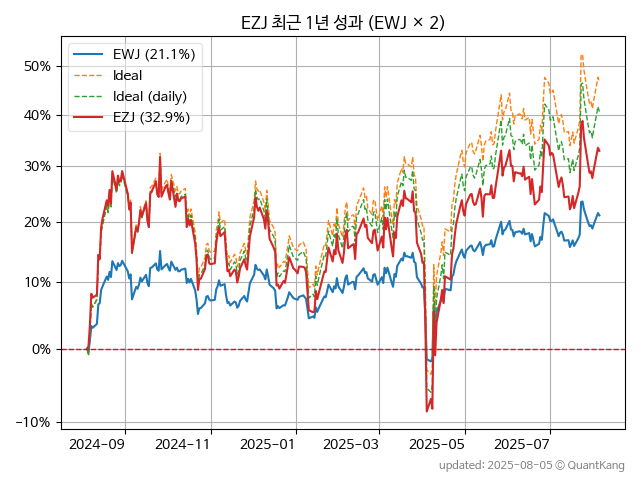 EZJ 최근 1년 성과 (EWJ × 2)
EWJ (21.1%)
Ideal
Ideal (daily)
EZJ (32.9%)
50%
40%
30%
20%
10%
0%
−10%
2024-09 2024-11 2025-01 2025-03 2025-05 2025-07
updated: 2025-08-05 © QuantKang